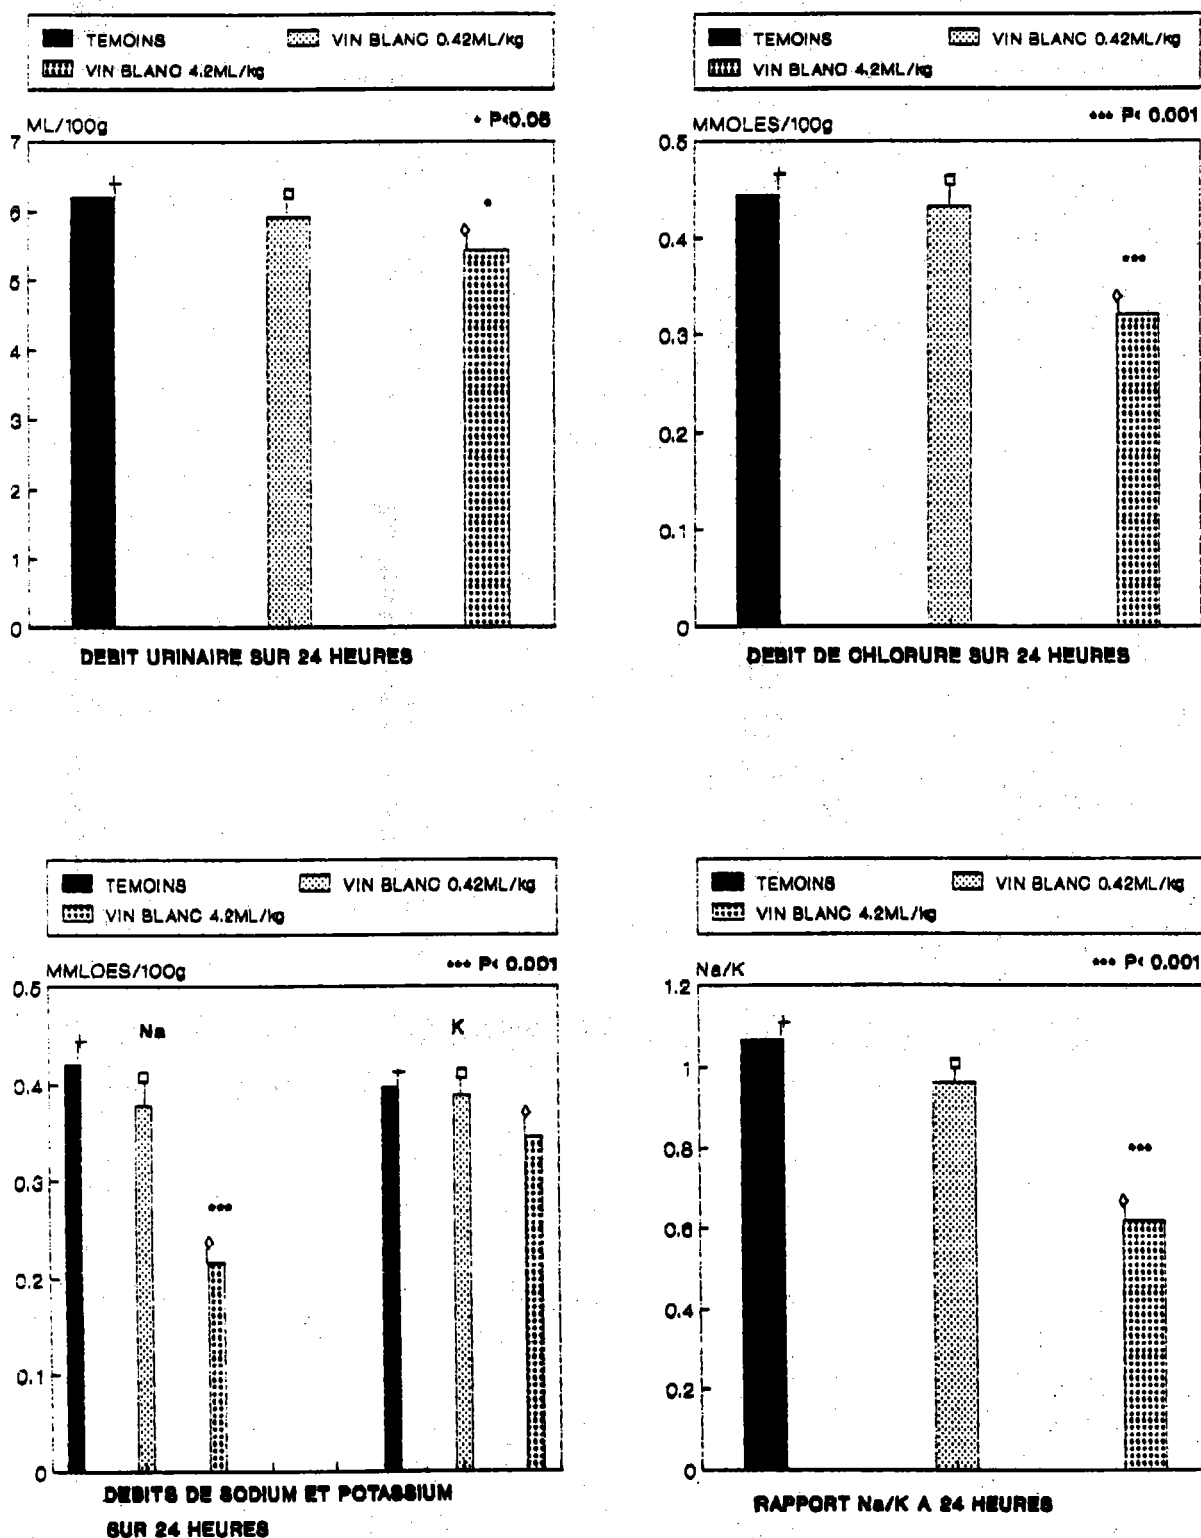 TEMOINS VIN BLANC 0.42ML/kg
VIN BLANC 4.2ML/kg
ML/100g * P<0.05
7
6
5
4
3
2
1
0
*
DEBIT URINAIRE SUR 24 HEURES
TEMOINS VIN BLANC 0.42ML/kg
VIN BLANC 4.2ML/kg
MMOLES/100g *** P< 0.001
0.5
0.4
0.3
0.2
0.1
0
***
DEBIT DE CHLORURE SUR 24 HEURES
TEMOINS VIN BLANC 0.42ML/kg
VIN BLANC 4.2ML/kg
MMLOES/100g *** P< 0.001
0.5
0.4
0.3
0.2
0.1
0
Na K
***
DEBITS DE SODIUM ET POTASSIUM
SUR 24 HEURES
TEMOINS VIN BLANC 0.42ML/kg
VIN BLANC 4.2ML/kg
Na/K *** P< 0.001
1.2
1
0.8
0.6
0.4
0.2
0
***
RAPPORT Na/K A 24 HEURES